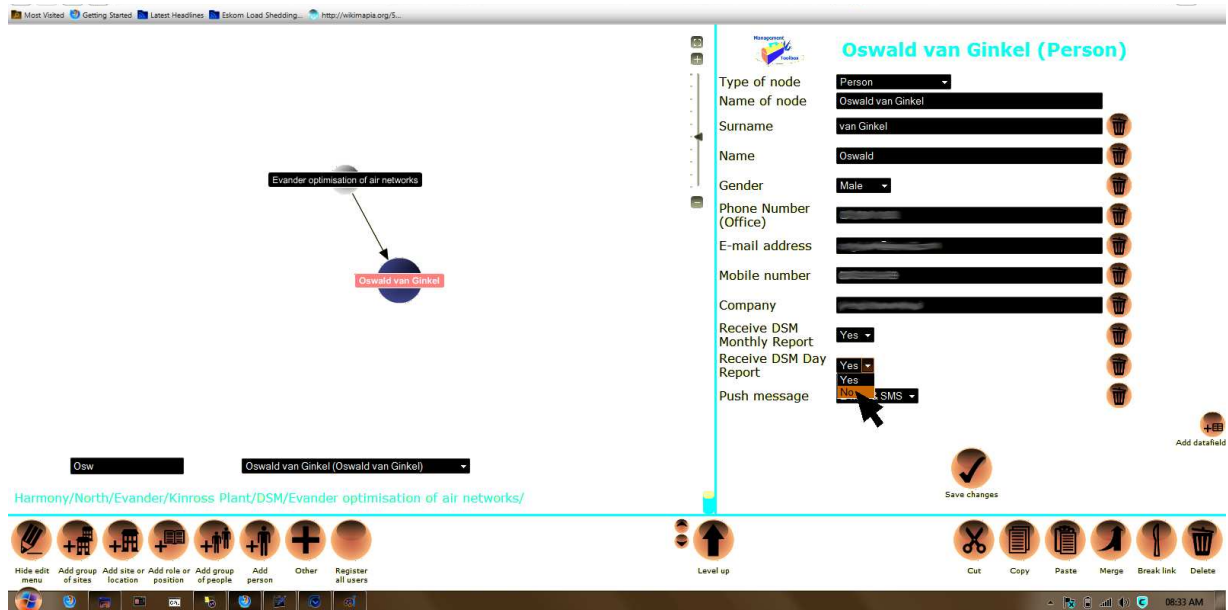 Most Visited Getting Started Latest Headlines Eskom Load Shedding... http://wikimapia.org/5...
Management
Toolbox
Oswald van Ginkel (Person)
Type of node Person
Name of node Oswald van Ginkel
Surname van Ginkel
Name Oswald
Gender Male
Phone Number
(Office)
E-mail address
Mobile number
Company
Receive DSM
Monthly Report Yes
Receive DSM Day
Report Yes
Yes
No
Push message & SMS
Add datafield
Save changes
Evander optimisation of air networks
Oswald van Ginkel
Osw Oswald van Ginkel (Oswald van Ginkel)
Harmony/North/Evander/Kinross Plant/DSM/Evander optimisation of air networks/
Hide edit
menu
Add group
of sites
Add site or
location
Add role or
position
Add group
of people
Add
person
Other
Register
all users
Level up
Cut
Copy
Paste
Merge
Break link
Delete
08:33 AM